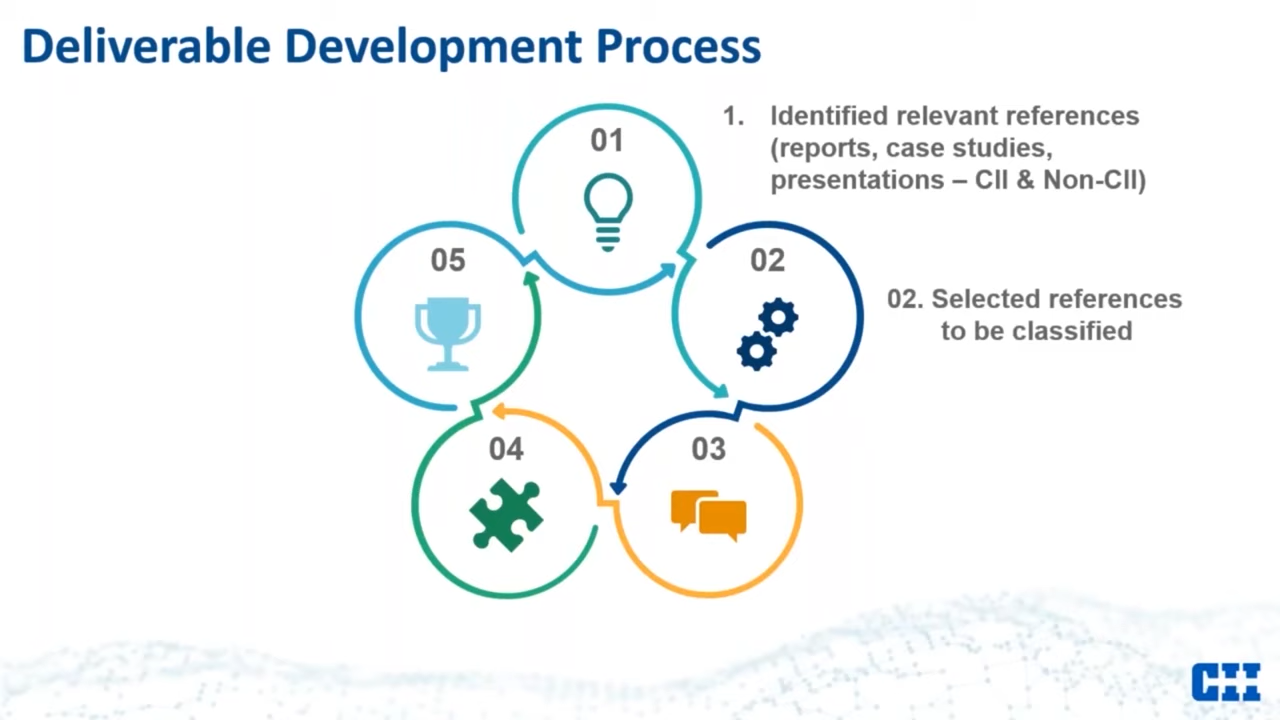 Deliverable Development Process
01
1. Identified relevant references
(reports, case studies,
presentations – CII & Non-CII)
05
02
02. Selected references
to be classified
04
03
CII